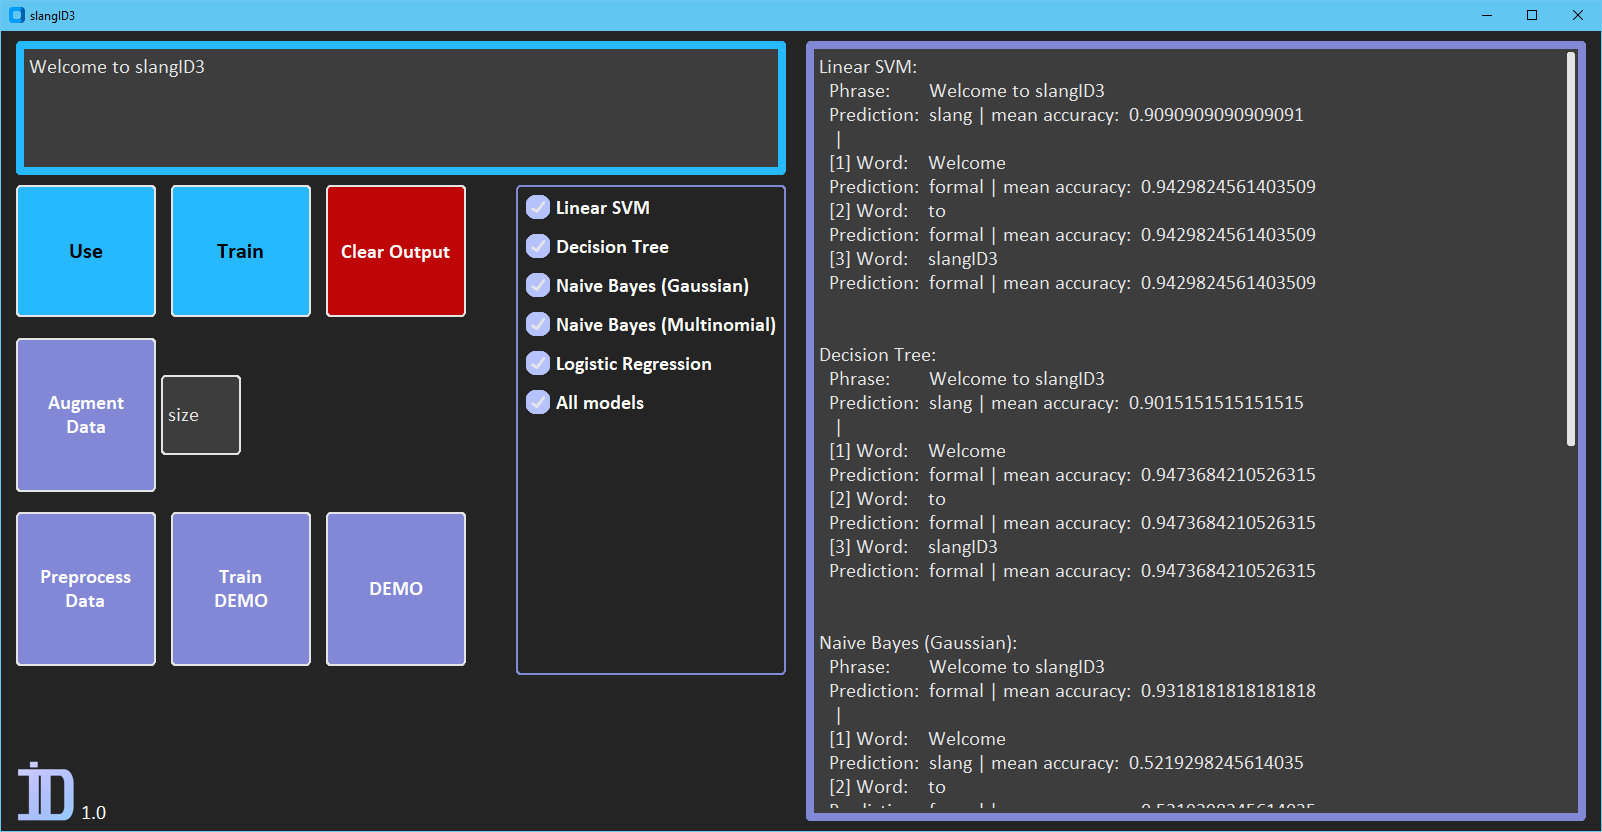 slangID3
Welcome to slangID3
Use
Train
Clear Output
Augment
Data
size
Preprocess
Data
Train
DEMO
DEMO
Linear SVM
Decision Tree
Naive Bayes (Gaussian)
Naive Bayes (Multinomial)
Logistic Regression
All models
ID 1.0
Linear SVM:
Phrase: Welcome to slangID3
Prediction: slang | mean accuracy: 0.9090909090909091
|
[1] Word: Welcome
Prediction: formal | mean accuracy: 0.9429824561403509
[2] Word: to
Prediction: formal | mean accuracy: 0.9429824561403509
[3] Word: slangID3
Prediction: formal | mean accuracy: 0.9429824561403509
Decision Tree:
Phrase: Welcome to slangID3
Prediction: slang | mean accuracy: 0.9015151515151515
|
[1] Word: Welcome
Prediction: formal | mean accuracy: 0.9473684210526315
[2] Word: to
Prediction: formal | mean accuracy: 0.9473684210526315
[3] Word: slangID3
Prediction: formal | mean accuracy: 0.9473684210526315
Naive Bayes (Gaussian):
Phrase: Welcome to slangID3
Prediction: formal | mean accuracy: 0.9318181818181818
|
[1] Word: Welcome
Prediction: slang | mean accuracy: 0.5219298245614035
[2] Word: to